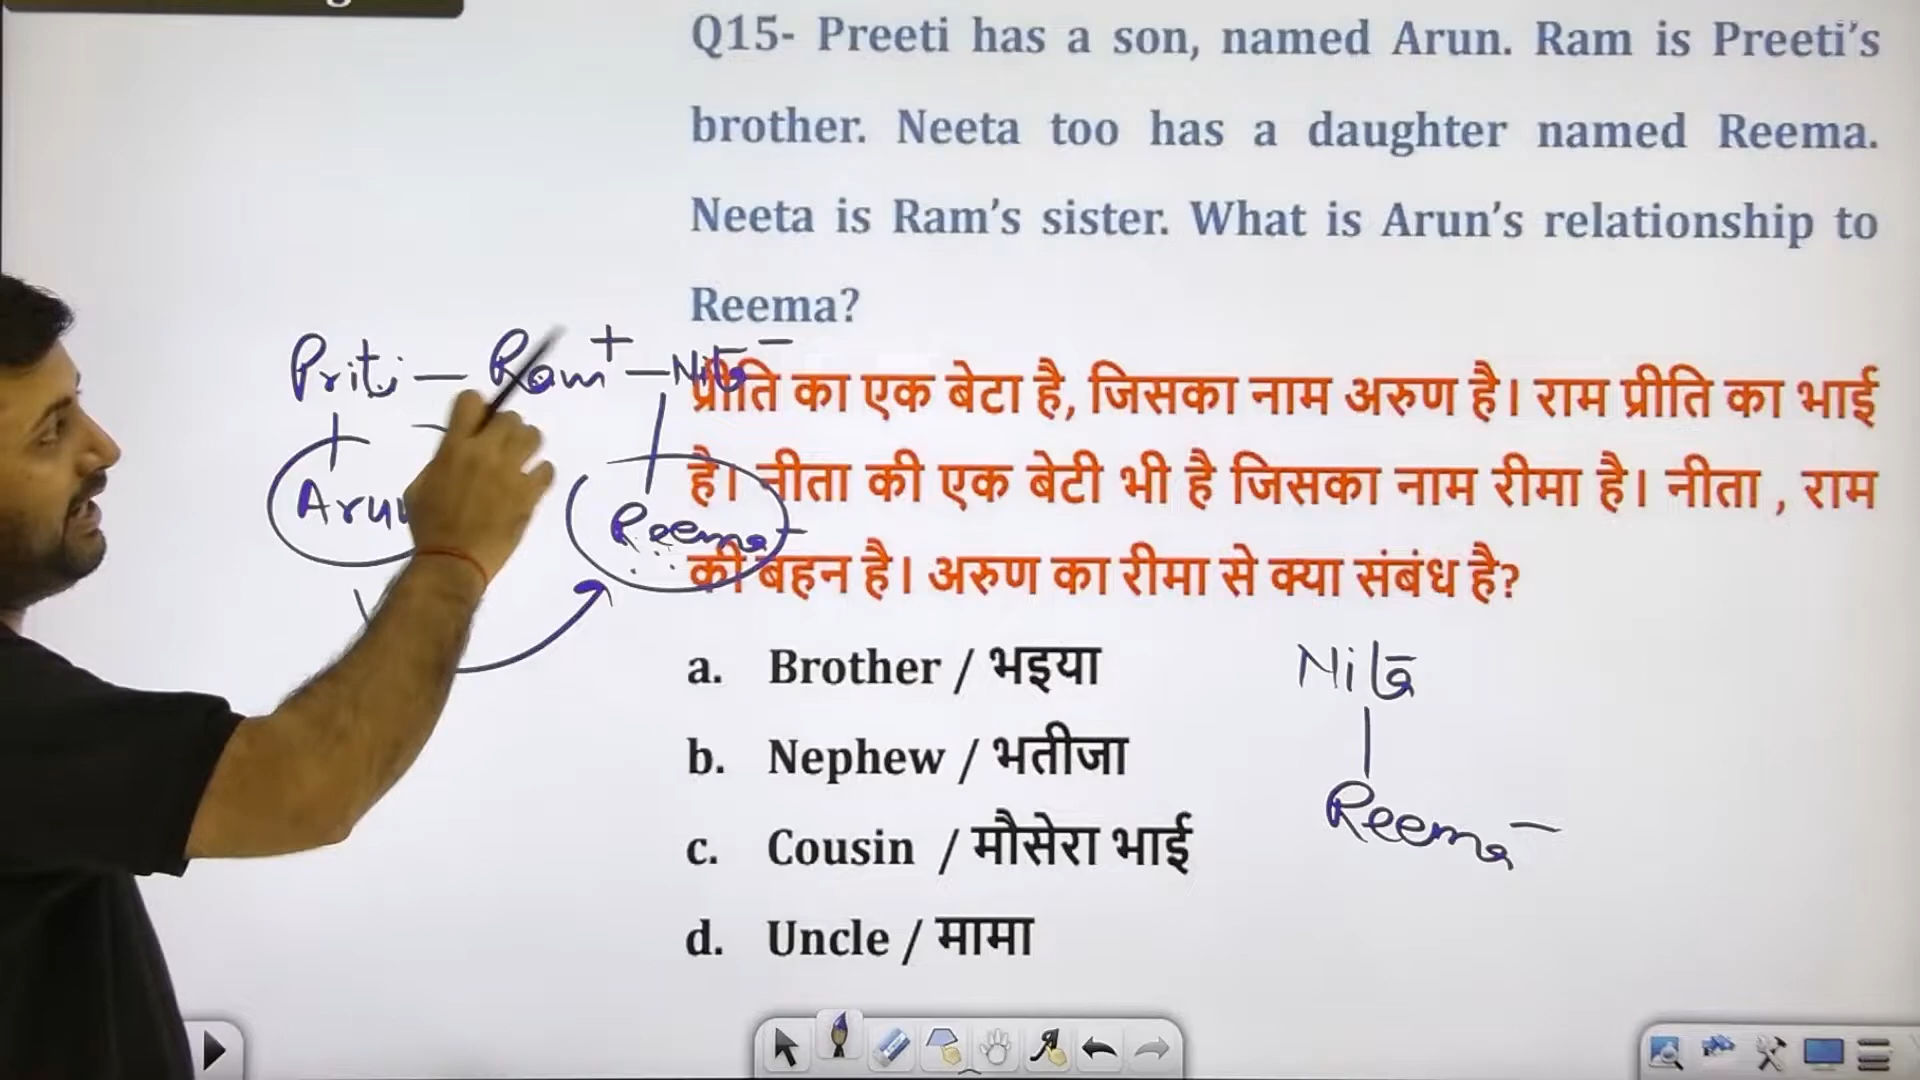 Q15- Preeti has a son, named Arun. Ram is Preeti's
brother. Neeta too has a daughter named Reema.
Neeta is Ram's sister. What is Arun's relationship to
Reema?
Priti — Ram + — Nita −
प्रीति का एक बेटा है, जिसका नाम अरुण है। राम प्रीति का भाई
है। नीता की एक बेटी भी है जिसका नाम रीमा है। नीता , राम
की बहन है। अरुण का रीमा से क्या संबंध है?
+
Arun
Reema −
a. Brother / भइया
b. Nephew / भतीजा
c. Cousin / मौसेरा भाई
d. Uncle / मामा
Nita
Reema −